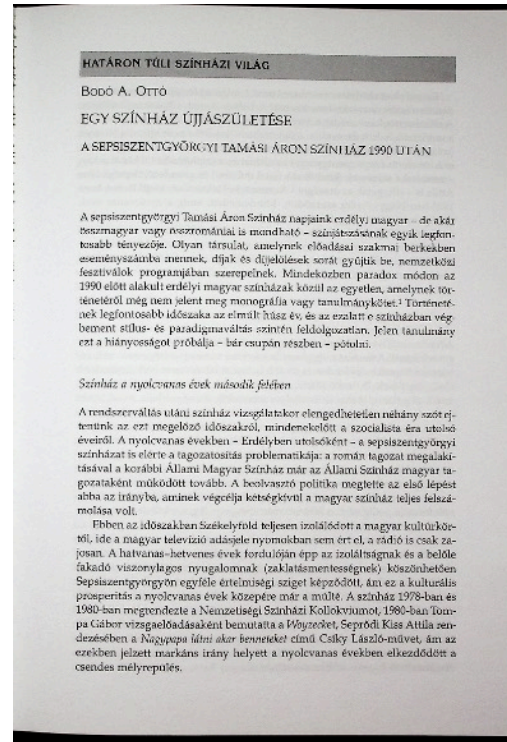 HATÁRON TÚLI SZÍNHÁZI VILÁG
BODÓ A. OTTÓ
EGY SZÍNHÁZ ÚJJÁSZÜLETÉSE
A SEPSISZENTGYÖRGYI TAMÁSI ÁRON SZÍNHÁZ 1990 UTÁN
A sepsiszentgyörgyi Tamási Áron Színház napjaink erdélyi magyar – de akár
összmagyar vagy összromániai is mondható – színjátszásának egyik legfon-
tosabb tényezője. Olyan társulat, amelynek előadásai szakmai berkekben
eseményszámba mennek, díjak és díjjelölések sorát gyűjtik be, nemzetközi
fesztiválok programjában szerepelnek. Mindeközben paradox módon az
1990 előtt alakult erdélyi magyar színházak közül az egyetlen, amelynek tör-
ténetéről még nem jelent meg monográfia vagy tanulmánykötet.¹ Történeté-
nek legfontosabb időszaka az elmúlt húsz év, és az ezalatt e színházban vég-
bement stílus- és paradigmaváltás szintén feldolgozatlan. Jelen tanulmány
ezt a hiányosságot próbálja – bár csupán részben – pótolni.
Színház a nyolcvanas évek második felében
A rendszerváltás utáni színház vizsgálatakor elengedhetetlen néhány szót ej-
tenünk az ezt megelőző időszakról, mindenekelőtt a szocialista éra utolsó
éveiről. A nyolcvanas években – Erdélyben utolsóként – a sepsiszentgyörgyi
színházat is elérte a tagozatosítás problematikája: a román tagozat megalakí-
tásával a korábbi Állami Magyar Színház már az Állami Színház magyar ta-
gozataként működött tovább. A beolvasztó politika megtette az első lépést
abba az irányba, aminek végcélja kétségkívül a magyar színház teljes felszá-
molása volt.
Ebben az időszakban Székelyföld teljesen izolálódott a magyar kultúrkör-
től, ide a magyar televízió adásjele nyomokban sem ért el, a rádió is csak za-
josan. A hatvanas–hetvenes évek fordulóján épp az izoláltságnak és a belőle
fakadó viszonylagos nyugalomnak (zaklatásmentességnek) köszönhetően
Sepsiszentgyörgyön egyféle értelmiségi sziget képződött, ám ez a kulturális
prosperitás a nyolcvanas évek közepére már a múlté. A színház 1978-ban és
1980-ban megrendezte a Nemzetiségi Színházi Kollokviumot, 1980-ban Tom-
pa Gábor vizsgaelőadásaként bemutatta a Woyzecket, Seprődi Kiss Attila ren-
dezésében a Nagypapa látni akar benneteket című Csiky László-művet, ám az
ezekben jelzett markáns irány helyett a nyolcvanas években elkezdődött a
csendes mélyrepülés.